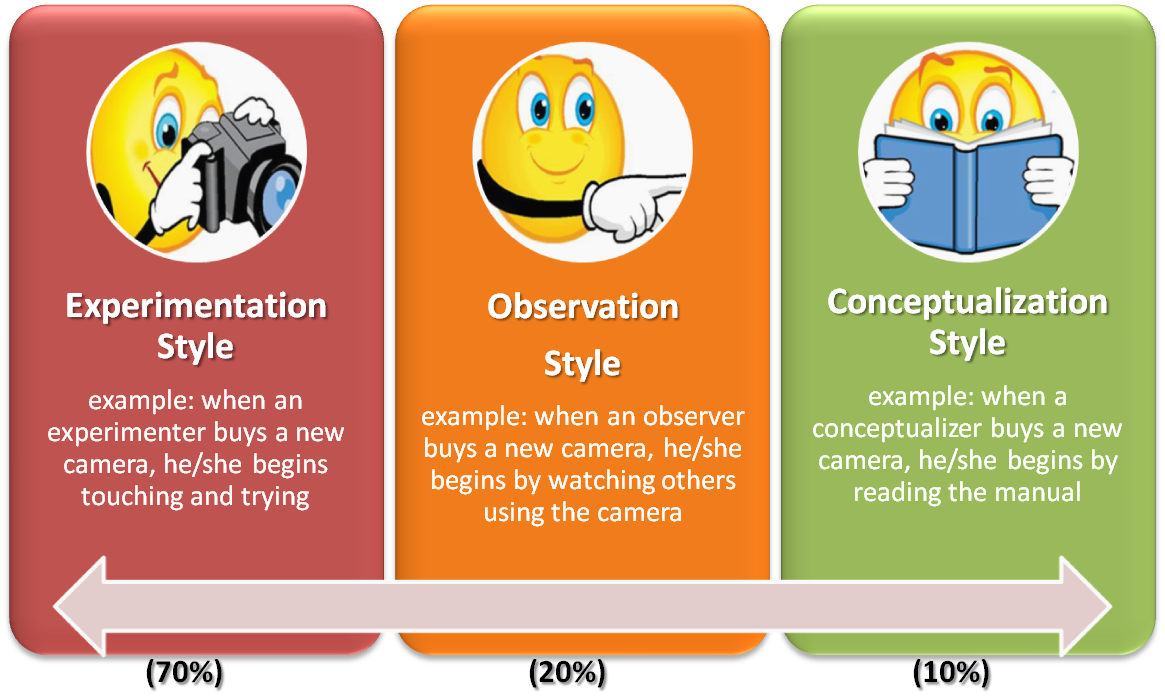 Experimentation
Style
example: when an
experimenter buys a new
camera, he/she begins
touching and trying
(70%)
Observation
Style
example: when an observer
buys a new camera, he/she
begins by watching others
using the camera
(20%)
Conceptualization
Style
example: when a
conceptualizer buys a new
camera, he/she begins by
reading the manual
(10%)